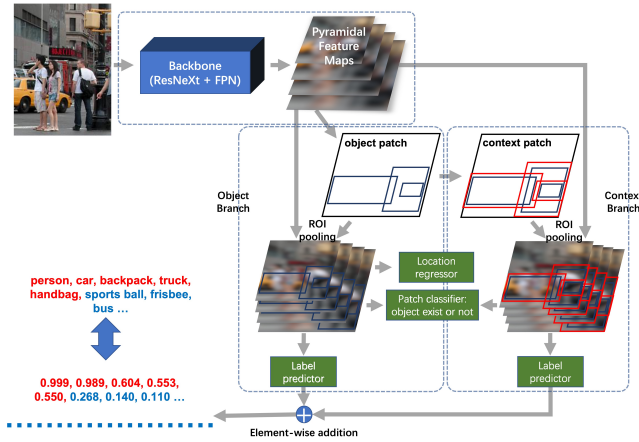 Backbone
(ResNeXt + FPN)
Pyramidal
Feature
Maps
object patch
context patch
Object
Branch
Context
Branch
ROI
pooling
ROI
pooling
Location
regressor
Patch classifier:
object exist or not
person, car, backpack, truck,
handbag, sports ball, frisbee,
bus ...
0.999, 0.989, 0.604, 0.553,
0.550, 0.268, 0.140, 0.110 ...
Label
predictor
Label
predictor
Element-wise addition